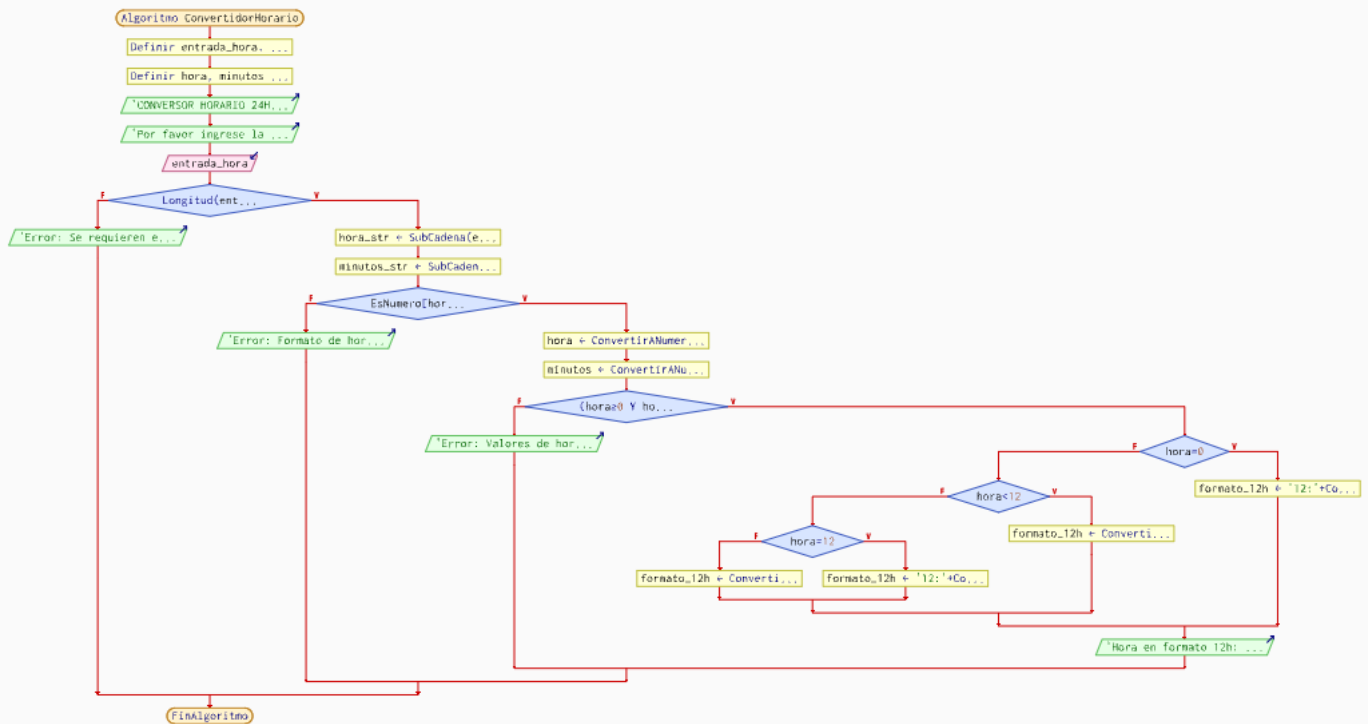 Algoritmo ConvertidorHorario
Definir entrada_hora. ...
Definir hora, minutos ...
'CONVERSOR HORARIO 24H...
'Por favor ingrese la ...
entrada_hora
F
Longitud(ent...
V
'Error: Se requieren e...
hora_str ← SubCadena(e...
minutos_str ← SubCaden...
F
EsNumero[hor...
V
'Error: Formato de hor...
hora ← ConvertirANumer...
minutos ← ConvertirANu...
F
(hora≥0 Y ho...
V
'Error: Valores de hor...
F
hora=0
V
formato_12h ← '12:'+Co...
F
hora<12
V
formato_12h ← Converti...
F
hora=12
V
formato_12h ← Converti...
formato_12h ← '12:'+Co...
'Hora en formato 12h: ...
FinAlgoritmo